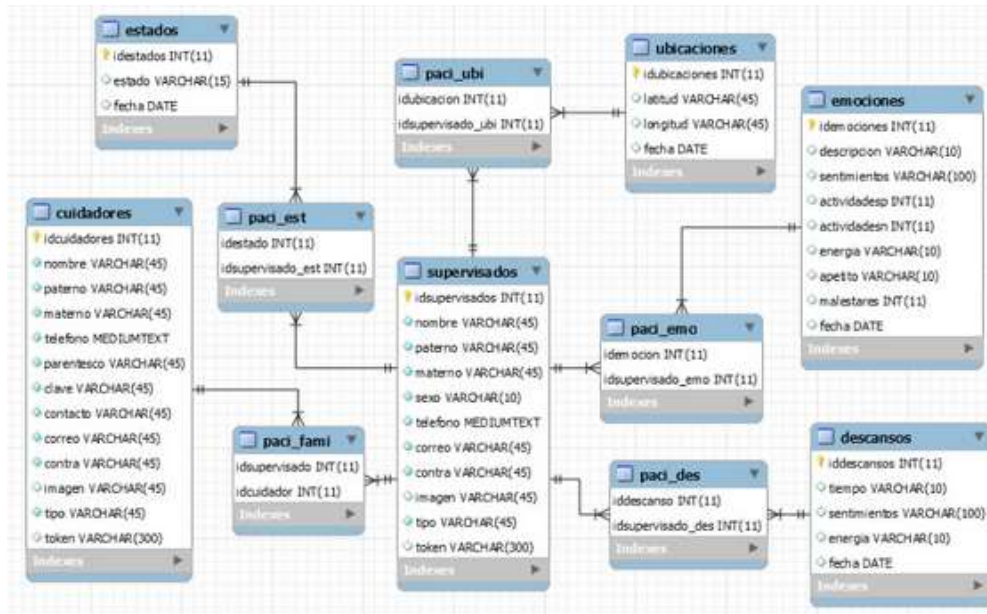 estados
idestados INT(11)
estado VARCHAR(15)
fecha DATE
Indexes
paci_ubi
idubicacion INT(11)
idsupervisado_ubi INT(11)
Indexes
ubicaciones
idubicaciones INT(11)
latitud VARCHAR(45)
longitud VARCHAR(45)
fecha DATE
Indexes
emociones
idemociones INT(11)
descripcion VARCHAR(10)
sentimientos VARCHAR(100)
actividadesp INT(11)
actividadesn INT(11)
energia VARCHAR(10)
apetito VARCHAR(10)
malestares INT(11)
fecha DATE
Indexes
cuidadores
idcuidadores INT(11)
nombre VARCHAR(45)
paterno VARCHAR(45)
materno VARCHAR(45)
telefono MEDIUMTEXT
parentesco VARCHAR(45)
clave VARCHAR(45)
contacto VARCHAR(45)
correo VARCHAR(45)
contra VARCHAR(45)
imagen VARCHAR(45)
tipo VARCHAR(45)
token VARCHAR(300)
Indexes
paci_est
idestado INT(11)
idsupervisado_est INT(11)
Indexes
supervisados
idsupervisados INT(11)
nombre VARCHAR(45)
paterno VARCHAR(45)
materno VARCHAR(45)
sexo VARCHAR(10)
telefono MEDIUMTEXT
correo VARCHAR(45)
contra VARCHAR(45)
imagen VARCHAR(45)
tipo VARCHAR(45)
token VARCHAR(300)
Indexes
paci_emo
idemocion INT(11)
idsupervisado_emo INT(11)
Indexes
paci_fami
idsupervisado INT(11)
idcuidador INT(11)
Indexes
paci_des
iddescanso INT(11)
idsupervisado_des INT(11)
Indexes
descansos
iddescansos INT(11)
tiempo VARCHAR(10)
sentimientos VARCHAR(100)
energia VARCHAR(10)
fecha DATE
Indexes